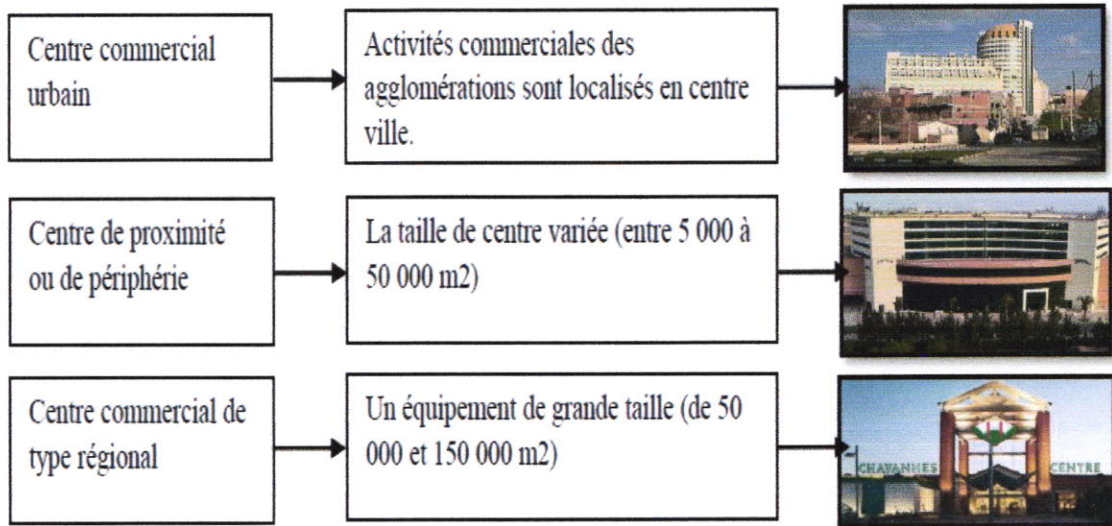 Centre commercial
urbain
Activités commerciales des
agglomérations sont localisés en centre
ville.
Centre de proximité
ou de périphérie
La taille de centre variée (entre 5 000 à
50 000 m2)
Centre commercial de
type régional
Un équipement de grande taille (de 50
000 et 150 000 m2)
CHAVANNES CENTRE